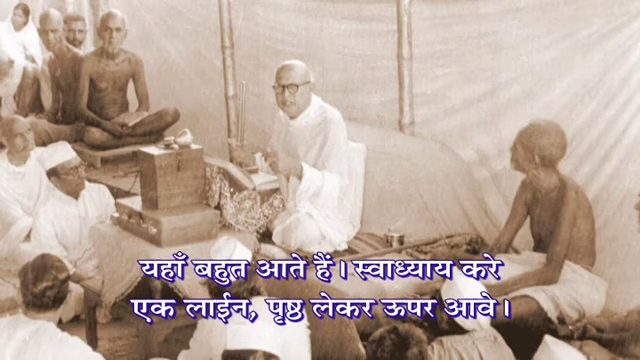 यहाँ बहुत आते हैं। स्वाध्याय करे
एक लाईन, पृष्ठ लेकर ऊपर आवे।